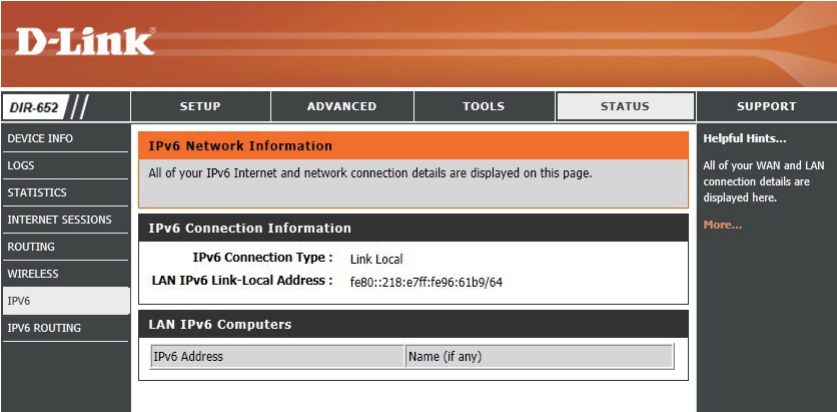 D-Link
DIR-652
SETUP
ADVANCED
TOOLS
STATUS
SUPPORT
DEVICE INFO
LOGS
STATISTICS
INTERNET SESSIONS
ROUTING
WIRELESS
IPV6
IPV6 ROUTING
IPv6 Network Information
All of your IPv6 Internet and network connection details are displayed on this page.
IPv6 Connection Information
IPv6 Connection Type : Link Local
LAN IPv6 Link-Local Address : fe80::218:e7ff:fe96:61b9/64
LAN IPv6 Computers
IPv6 Address Name (if any)
Helpful Hints...
All of your WAN and LAN
connection details are
displayed here.
More...